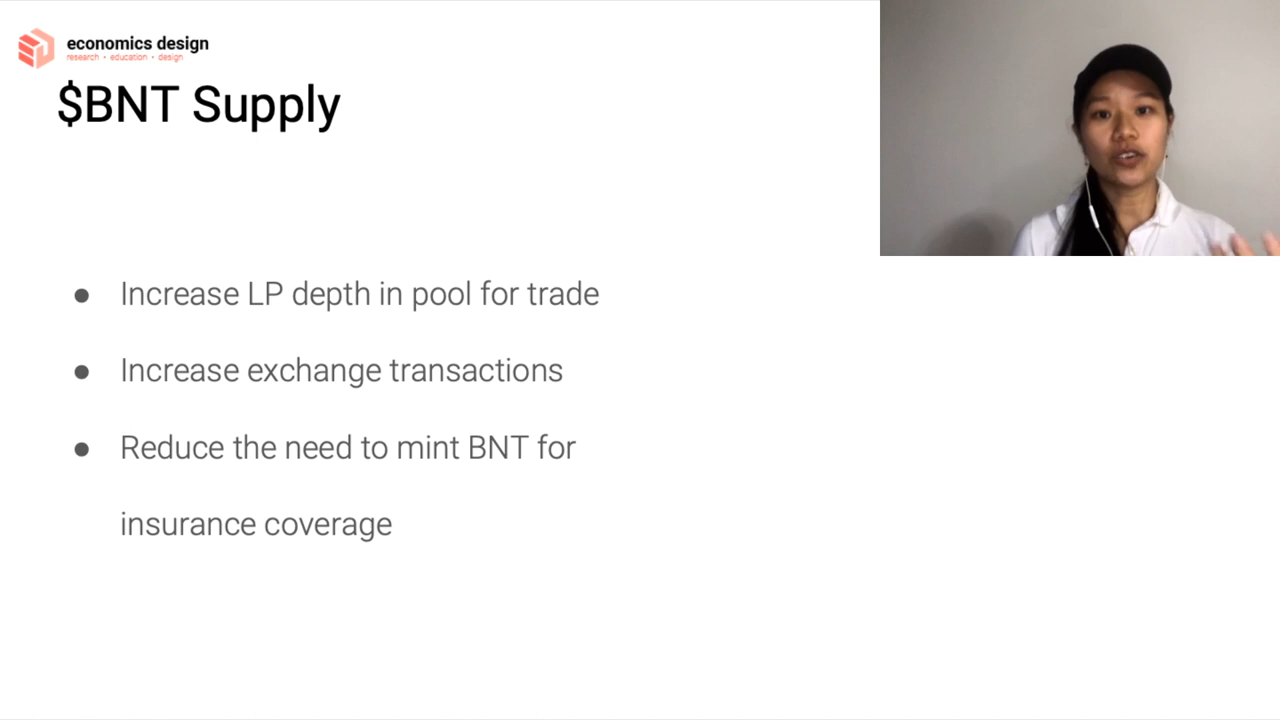 economics design
research • education • design
$BNT Supply
● Increase LP depth in pool for trade
● Increase exchange transactions
● Reduce the need to mint BNT for
insurance coverage